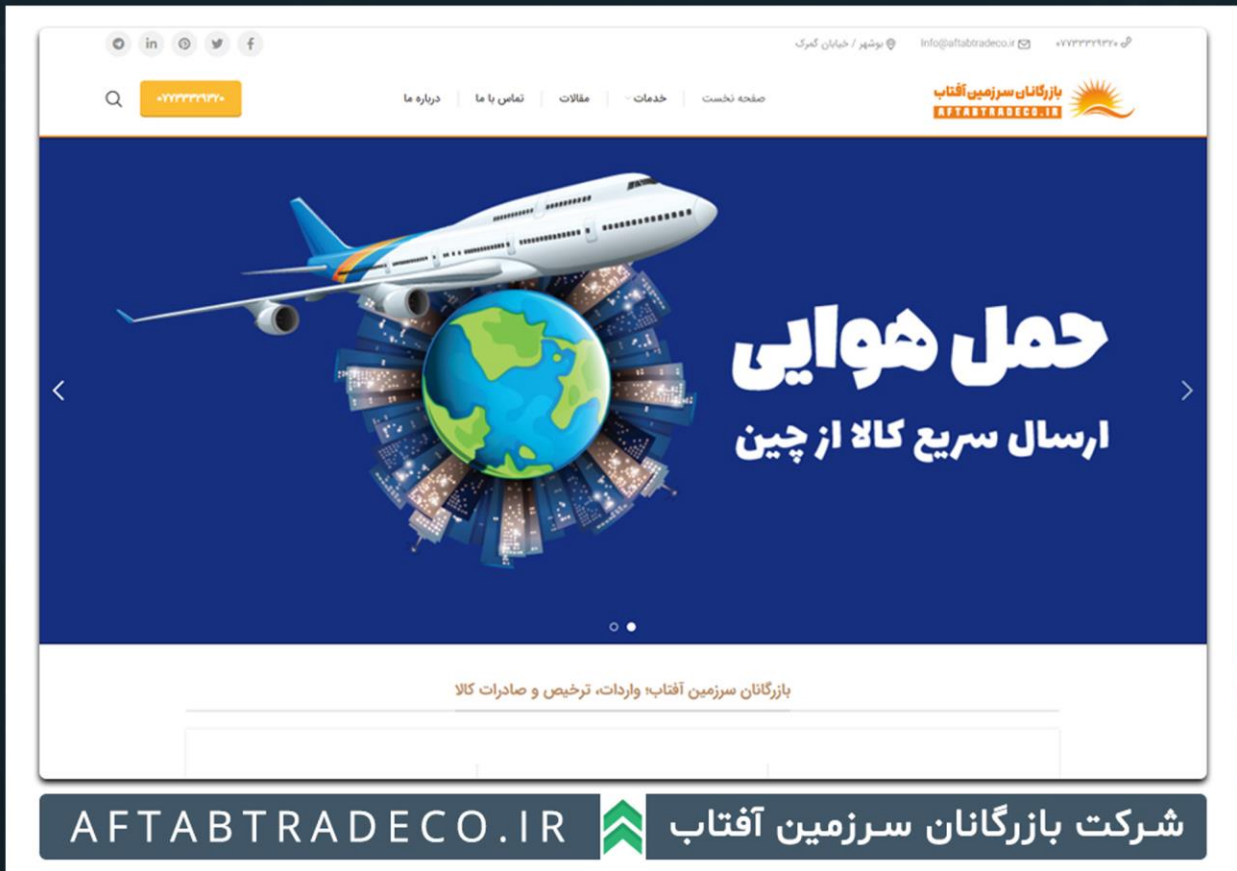 ۰۷۷۳۳۳۲۹۳۲۰ Info@aftabtradeco.ir بوشهر / خیابان گمرک
بازرگانان سرزمین آفتاب
AFTABTRADECO.IR
صفحه نخست خدمات مقالات تماس با ما درباره ما
۰۷۷۳۳۳۲۹۳۲۰
حمل هوایی
ارسال سریع کالا از چین
بازرگانان سرزمین آفتاب؛ واردات، ترخیص و صادرات کالا
شرکت بازرگانان سرزمین آفتاب
AFTABTRADECO.IR